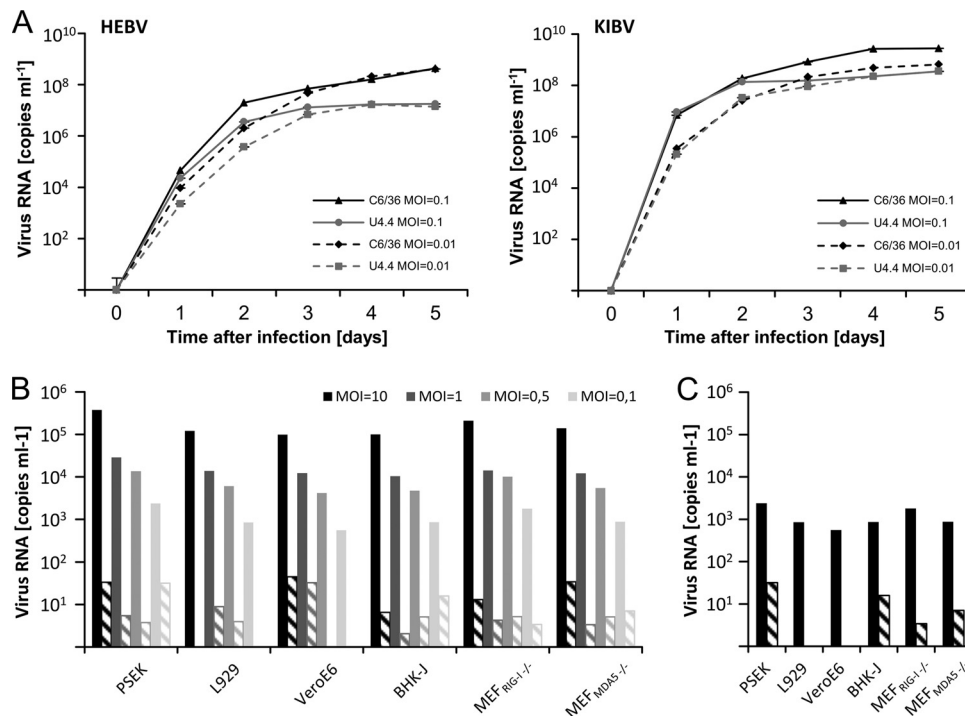 A
HEBV
KIBV
Virus RNA [copies ml⁻¹]
10¹⁰
10⁸
10⁶
10⁴
10²
C6/36 MOI=0.1
U4.4 MOI=0.1
C6/36 MOI=0.01
U4.4 MOI=0.01
0 1 2 3 4 5
Time after infection [days]
Virus RNA [copies ml⁻¹]
10¹⁰
10⁸
10⁶
10⁴
10²
C6/36 MOI=0.1
U4.4 MOI=0.1
C6/36 MOI=0.01
U4.4 MOI=0.01
0 1 2 3 4 5
Time after infection [days]
B
MOI=10 MOI=1 MOI=0,5 MOI=0,1
Virus RNA [copies ml-1]
10⁶
10⁵
10⁴
10³
10²
10¹
PSEK L929 VeroE6 BHK-J MEF RIG-I -/- MEF MDA5 -/-
C
Virus RNA [copies ml-1]
10⁶
10⁵
10⁴
10³
10²
10¹
PSEK L929 VeroE6 BHK-J MEF RIG-I -/- MEF MDA5 -/-